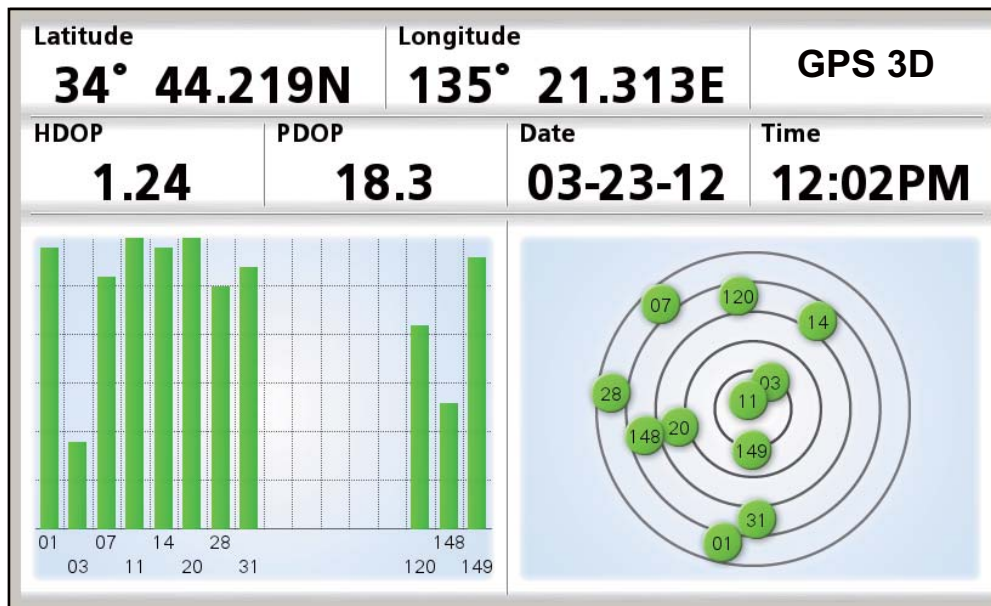 Latitude Longitude
34° 44.219N 135° 21.313E GPS 3D
HDOP PDOP Date Time
1.24 18.3 03-23-12 12:02PM
01 07 14 28 148
03 11 20 31 120 149
07 120
14
03
28 11
148 20
149
31
01